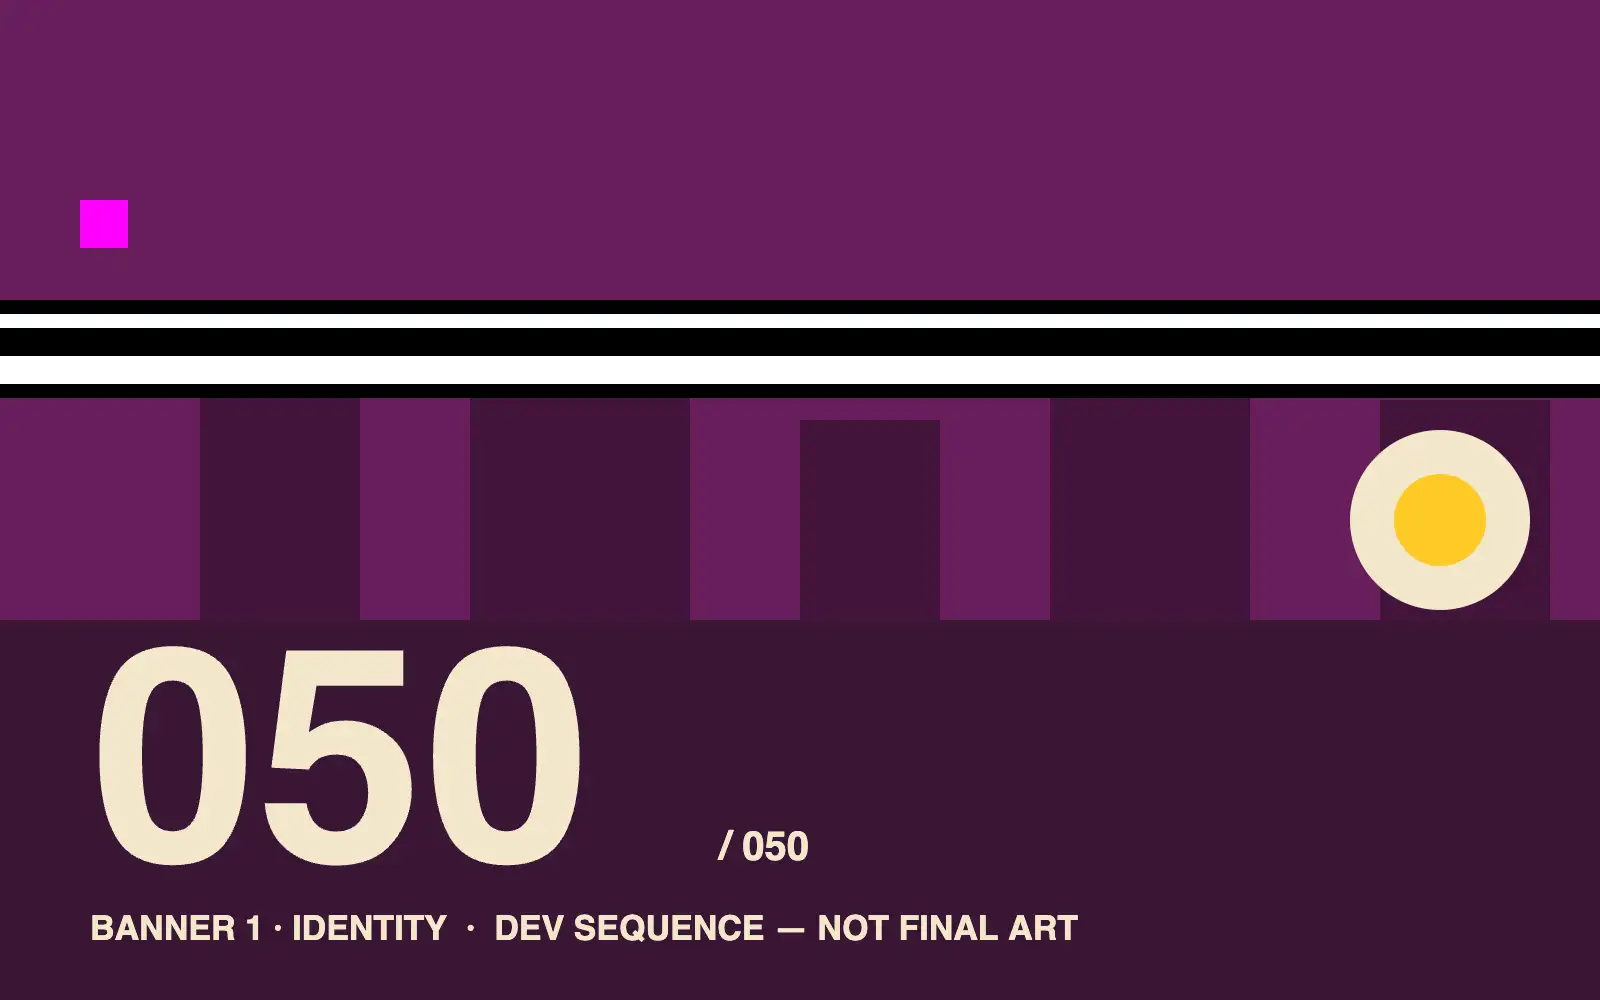 050 / 050
BANNER 1 · IDENTITY · DEV SEQUENCE — NOT FINAL ART